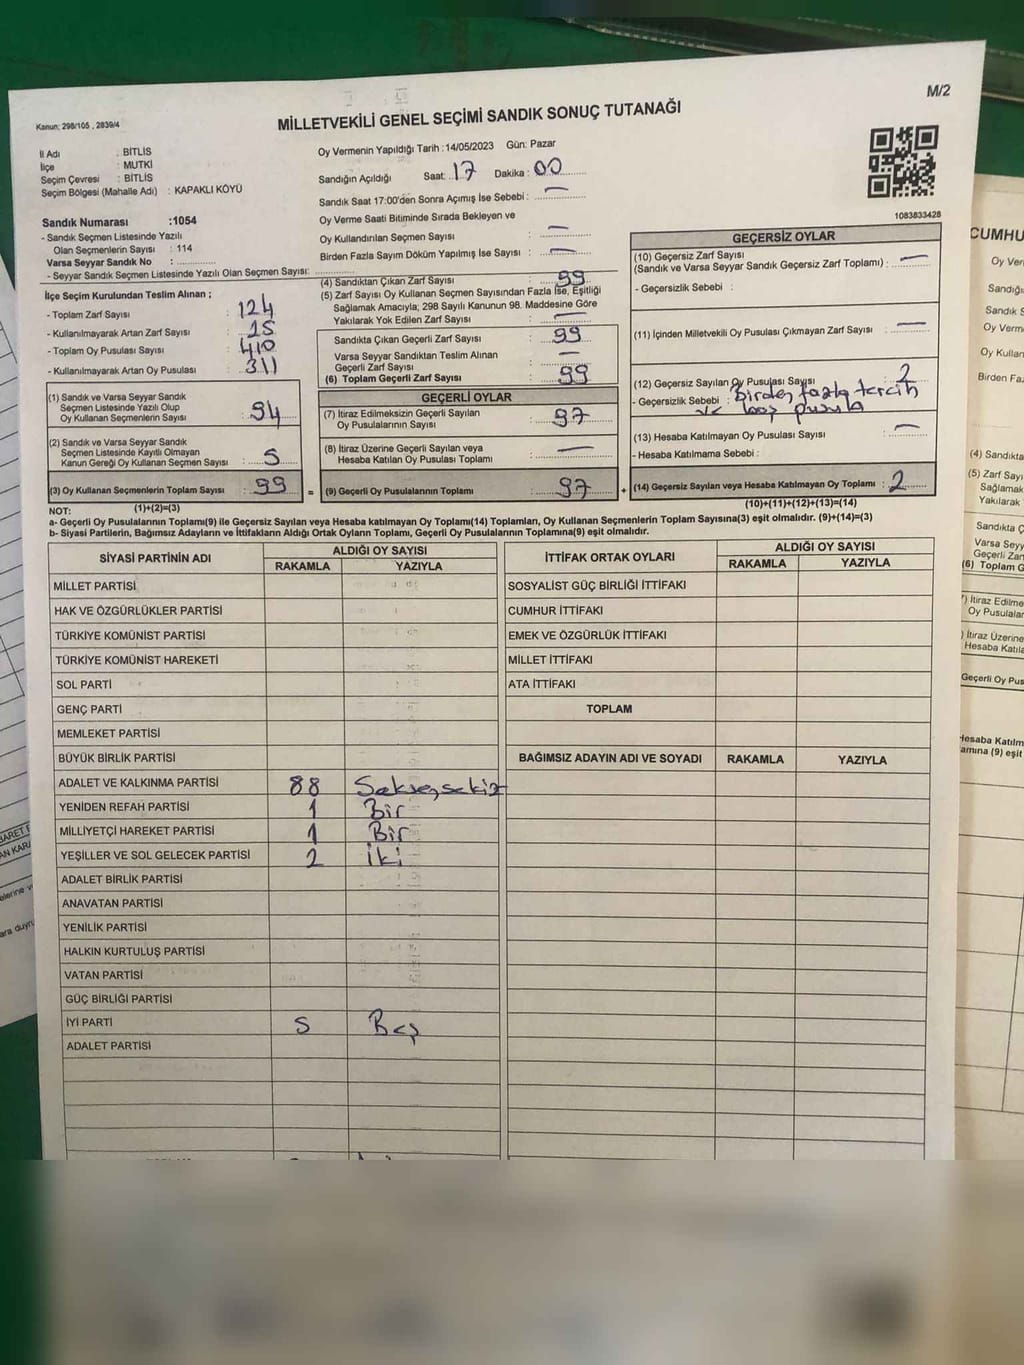 M/2
Kanun: 298/105 , 2839/4
MİLLETVEKİLİ GENEL SEÇİMİ SANDIK SONUÇ TUTANAĞI
İl Adı : BİTLİS
İlçe : MUTKİ
Seçim Çevresi : BİTLİS
Seçim Bölgesi (Mahalle Adı) : KAPAKLI KÖYÜ
Sandık Numarası :1054
- Sandık Seçmen Listesinde Yazılı
Olan Seçmenlerin Sayısı : 114
Varsa Seyyar Sandık No :
- Seyyar Sandık Seçmen Listesinde Yazılı Olan Seçmen Sayısı:
Oy Vermenin Yapıldığı Tarih :14/05/2023 Gün: Pazar
Sandığın Açıldığı Saat: 17 Dakika : 00
Sandık Saat 17:00'den Sonra Açımış İse Sebebi : —
Oy Verme Saati Bitiminde Sırada Bekleyen ve
Oy Kullandırılan Seçmen Sayısı : —
Birden Fazla Sayım Döküm Yapılmış İse Sayısı : —
1083833428
İlçe Seçim Kurulundan Teslim Alınan ;
- Toplam Zarf Sayısı : 124
- Kullanılmayarak Artan Zarf Sayısı : 25
- Toplam Oy Pusulası Sayısı : 410
- Kullanılmayarak Artan Oy Pusulası : 311
(1) Sandık ve Varsa Seyyar Sandık
Seçmen Listesinde Yazılı Olup
Oy Kullanan Seçmenlerin Sayısı : 94
(2) Sandık ve Varsa Seyyar Sandık
Seçmen Listesinde Kayıtlı Olmayan
Kanun Gereği Oy Kullanan Seçmen Sayısı : 5
(3) Oy Kullanan Seçmenlerin Toplam Sayısı : 99 =
(4) Sandıktan Çıkan Zarf Sayısı : 99
(5) Zarf Sayısı Oy Kullanan Seçmen Sayısından Fazla İse, Eşitliği
Sağlamak Amacıyla; 298 Sayılı Kanunun 98. Maddesine Göre
Yakılarak Yok Edilen Zarf Sayısı : —
Sandıkta Çıkan Geçerli Zarf Sayısı : 99
Varsa Seyyar Sandıktan Teslim Alınan
Geçerli Zarf Sayısı : —
(6) Toplam Geçerli Zarf Sayısı : 99
GEÇERLİ OYLAR
(7) İtiraz Edilmeksizin Geçerli Sayılan
Oy Pusulalarının Sayısı : 97
(8) İtiraz Üzerine Geçerli Sayılan veya
Hesaba Katılan Oy Pusulası Toplamı : —
(9) Geçerli Oy Pusulalarının Toplamı : 97 +
GEÇERSİZ OYLAR
(10) Geçersiz Zarf Sayısı
(Sandık ve Varsa Seyyar Sandık Geçersiz Zarf Toplamı) : —
- Geçersizlik Sebebi :
(11) İçinden Milletvekili Oy Pusulası Çıkmayan Zarf Sayısı : —
(12) Geçersiz Sayılan Oy Pusulası Sayısı : 2
- Geçersizlik Sebebi : Birden fazla tercih
ve boş pusula
(13) Hesaba Katılmayan Oy Pusulası Sayısı : —
- Hesaba Katılmama Sebebi :
(14) Geçersiz Sayılan veya Hesaba Katılmayan Oy Toplamı : 2
NOT: (1)+(2)=(3)
(10)+(11)+(12)+(13)=(14)
a- Geçerli Oy Pusulalarının Toplamı(9) ile Geçersiz Sayılan veya Hesaba katılmayan Oy Toplamı(14) Toplamları, Oy Kullanan Seçmenlerin Toplam Sayısına(3) eşit olmalıdır. (9)+(14)=(3)
b- Siyasi Partilerin, Bağımsız Adayların ve İttifakların Aldığı Ortak Oyların Toplamı, Geçerli Oy Pusulalarının Toplamına(9) eşit olmalıdır.
SİYASİ PARTİNİN ADI ALDIĞI OY SAYISI
RAKAMLA YAZIYLA
MİLLET PARTİSİ
HAK VE ÖZGÜRLÜKLER PARTİSİ
TÜRKİYE KOMÜNİST PARTİSİ
TÜRKİYE KOMÜNİST HAREKETİ
SOL PARTİ
GENÇ PARTİ
MEMLEKET PARTİSİ
BÜYÜK BİRLİK PARTİSİ
ADALET VE KALKINMA PARTİSİ 88 Seksensekiz
YENİDEN REFAH PARTİSİ 1 Bir
MİLLİYETÇİ HAREKET PARTİSİ 1 Bir
YEŞİLLER VE SOL GELECEK PARTİSİ 2 İki
ADALET BİRLİK PARTİSİ
ANAVATAN PARTİSİ
YENİLİK PARTİSİ
HALKIN KURTULUŞ PARTİSİ
VATAN PARTİSİ
GÜÇ BİRLİĞİ PARTİSİ
İYİ PARTİ 5 Beş
ADALET PARTİSİ
İTTİFAK ORTAK OYLARI ALDIĞI OY SAYISI
RAKAMLA YAZIYLA
SOSYALİST GÜÇ BİRLİĞİ İTTİFAKI
CUMHUR İTTİFAKI
EMEK VE ÖZGÜRLÜK İTTİFAKI
MİLLET İTTİFAKI
ATA İTTİFAKI
TOPLAM
BAĞIMSIZ ADAYIN ADI VE SOYADI RAKAMLA YAZIYLA
CUMHU
Oy Ver
Sandığı
Sandık S
Oy Verm
Oy Kullan
Birden Faz
(4) Sandıkta
(5) Zarf Sayı
Sağlamak
Yakılarak
Sandıkta Ç
Varsa Seyy
Geçerli Zar
(6) Toplam G
) İtiraz Edilme
Oy Pusulalar
) İtiraz Üzerine
Hesaba Katıla
Geçerli Oy Pus
Hesaba Katılm
amına (9) eşit